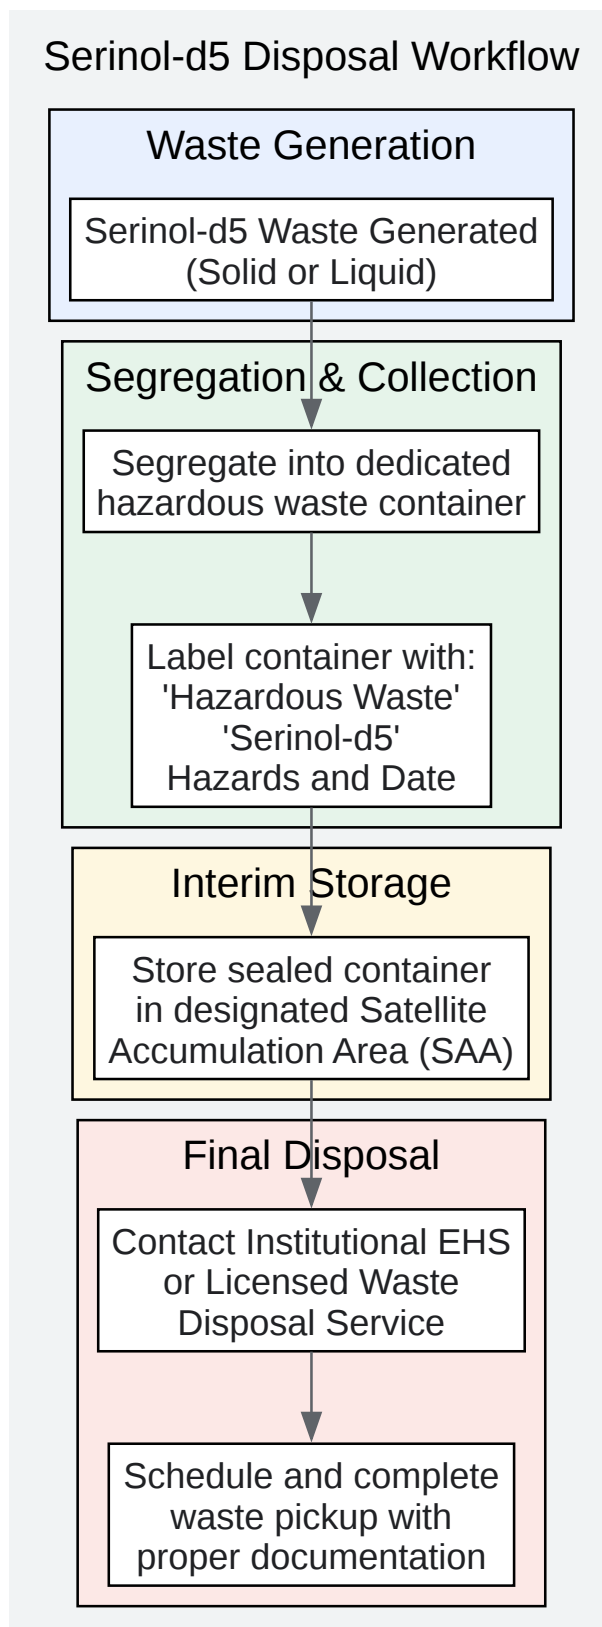 Serinol-d5 Disposal Workflow
Waste Generation
Serinol-d5 Waste Generated
(Solid or Liquid)
Segregation & Collection
Segregate into dedicated
hazardous waste container
Label container with:
'Hazardous Waste'
'Serinol-d5'
Hazards and Date
Interim Storage
Store sealed container
in designated Satellite
Accumulation Area (SAA)
Final Disposal
Contact Institutional EHS
or Licensed Waste
Disposal Service
Schedule and complete
waste pickup with
proper documentation